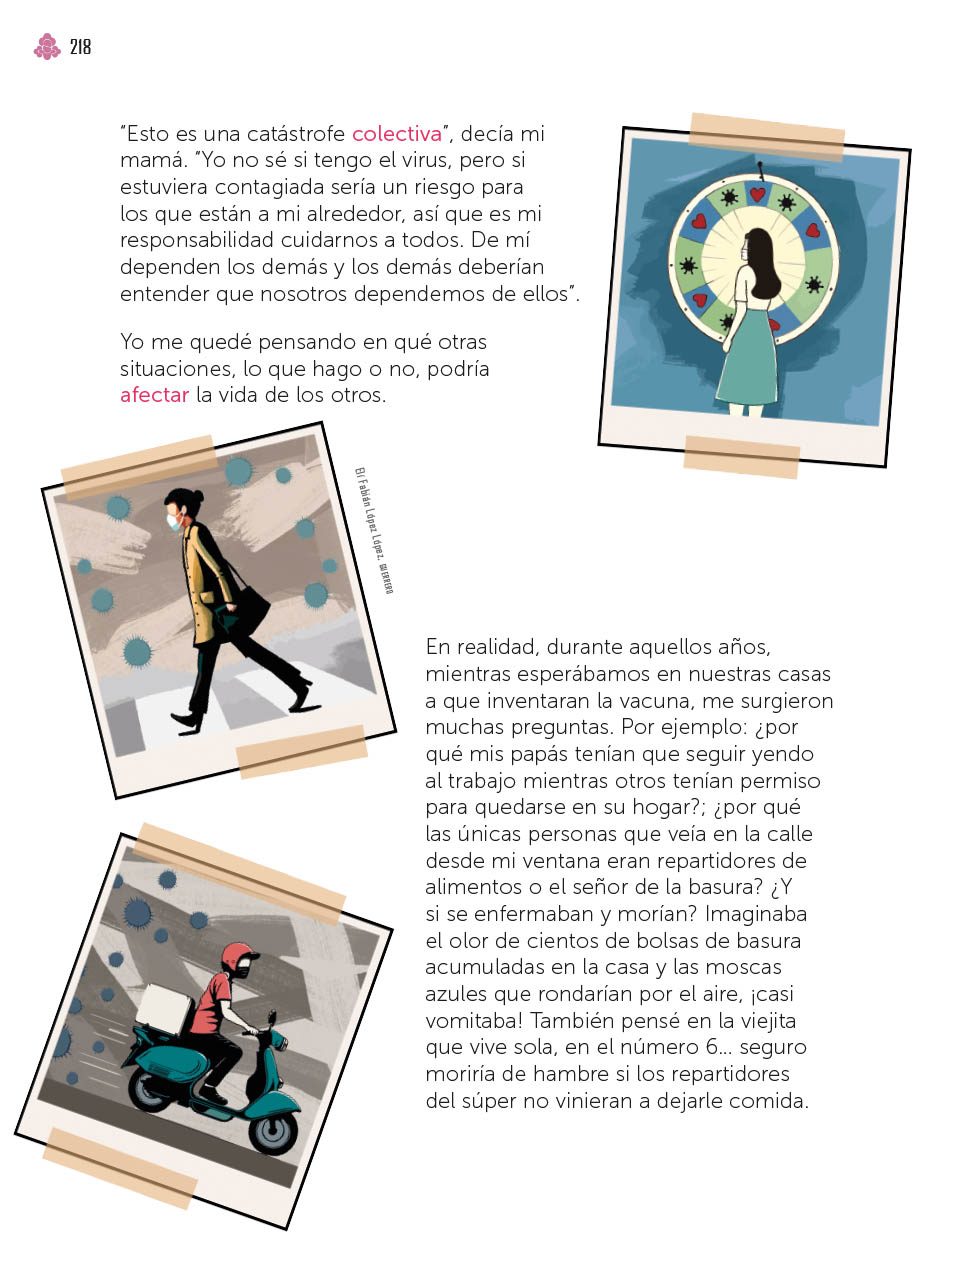 218
“Esto es una catástrofe colectiva”, decía mi
mamá. “Yo no sé si tengo el virus, pero si
estuviera contagiada sería un riesgo para
los que están a mi alrededor, así que es mi
responsabilidad cuidarnos a todos. De mí
dependen los demás y los demás deberían
entender que nosotros dependemos de ellos”.
Yo me quedé pensando en qué otras
situaciones, lo que hago o no, podría
afectar la vida de los otros.
Elí Fabián López López, GUERRERO
En realidad, durante aquellos años,
mientras esperábamos en nuestras casas
a que inventaran la vacuna, me surgieron
muchas preguntas. Por ejemplo: ¿por
qué mis papás tenían que seguir yendo
al trabajo mientras otros tenían permiso
para quedarse en su hogar?; ¿por qué
las únicas personas que veía en la calle
desde mi ventana eran repartidores de
alimentos o el señor de la basura? ¿Y
si se enfermaban y morían? Imaginaba
el olor de cientos de bolsas de basura
acumuladas en la casa y las moscas
azules que rondarían por el aire, ¡casi
vomitaba! También pensé en la viejita
que vive sola, en el número 6... seguro
moriría de hambre si los repartidores
del súper no vinieran a dejarle comida.